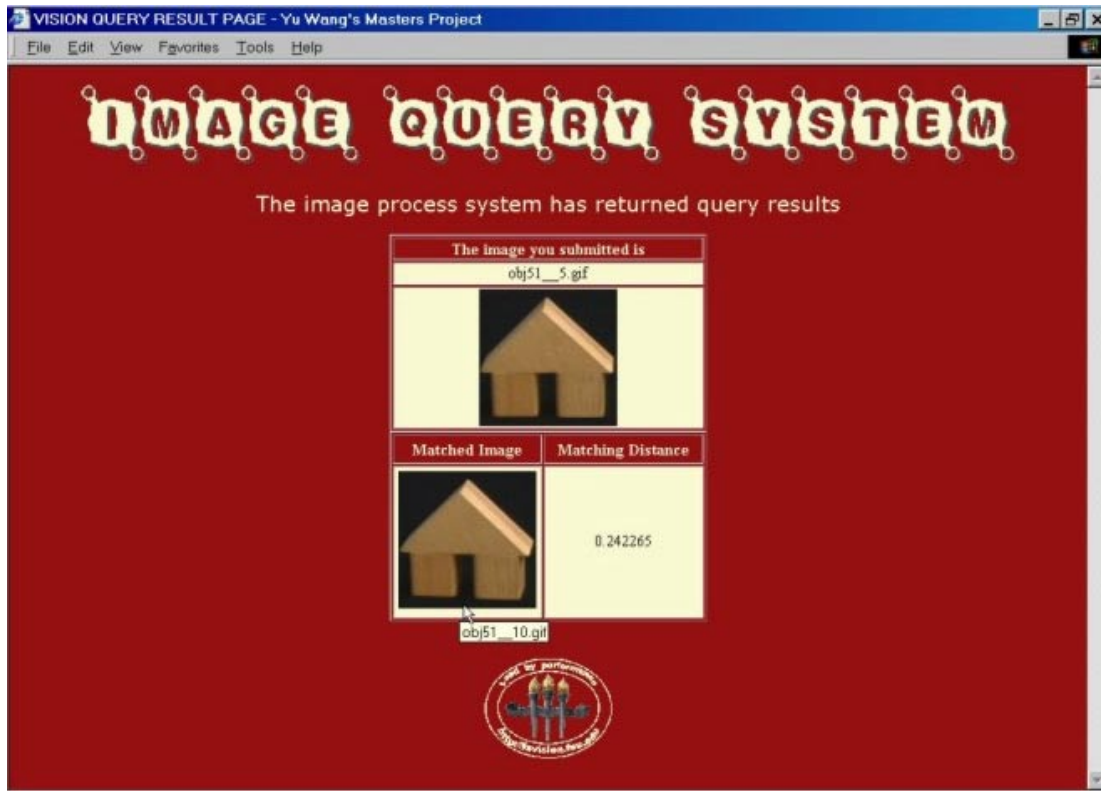 VISION QUERY RESULT PAGE - Yu Wang's Masters Project
File Edit View Favorites Tools Help
IMAGE QUERY SYSTEM
The image process system has returned query results
The image you submitted is
obj51__5.gif
Matched Image Matching Distance
0.242265
obj51__10.gif
by performance